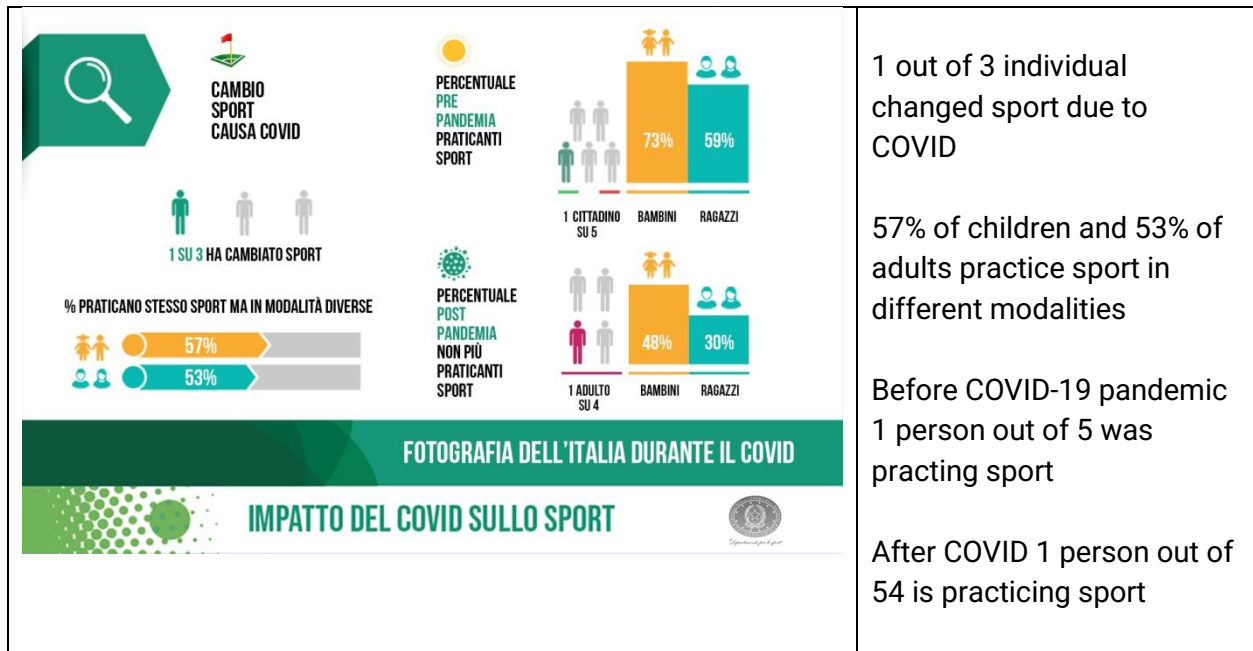 CAMBIO
SPORT
CAUSA COVID
1 SU 3 HA CAMBIATO SPORT
% PRATICANO STESSO SPORT MA IN MODALITÀ DIVERSE
57%
53%
PERCENTUALE
PRE
PANDEMIA
PRATICANTI
SPORT
73%
59%
1 CITTADINO
SU 5
BAMBINI
RAGAZZI
PERCENTUALE
POST
PANDEMIA
NON PIÙ
PRATICANTI
SPORT
48%
30%
1 ADULTO
SU 4
BAMBINI
RAGAZZI
FOTOGRAFIA DELL'ITALIA DURANTE IL COVID
IMPATTO DEL COVID SULLO SPORT
1 out of 3 individual
changed sport due to
COVID
57% of children and 53% of
adults practice sport in
different modalities
Before COVID-19 pandemic
1 person out of 5 was
practing sport
After COVID 1 person out of
54 is practicing sport